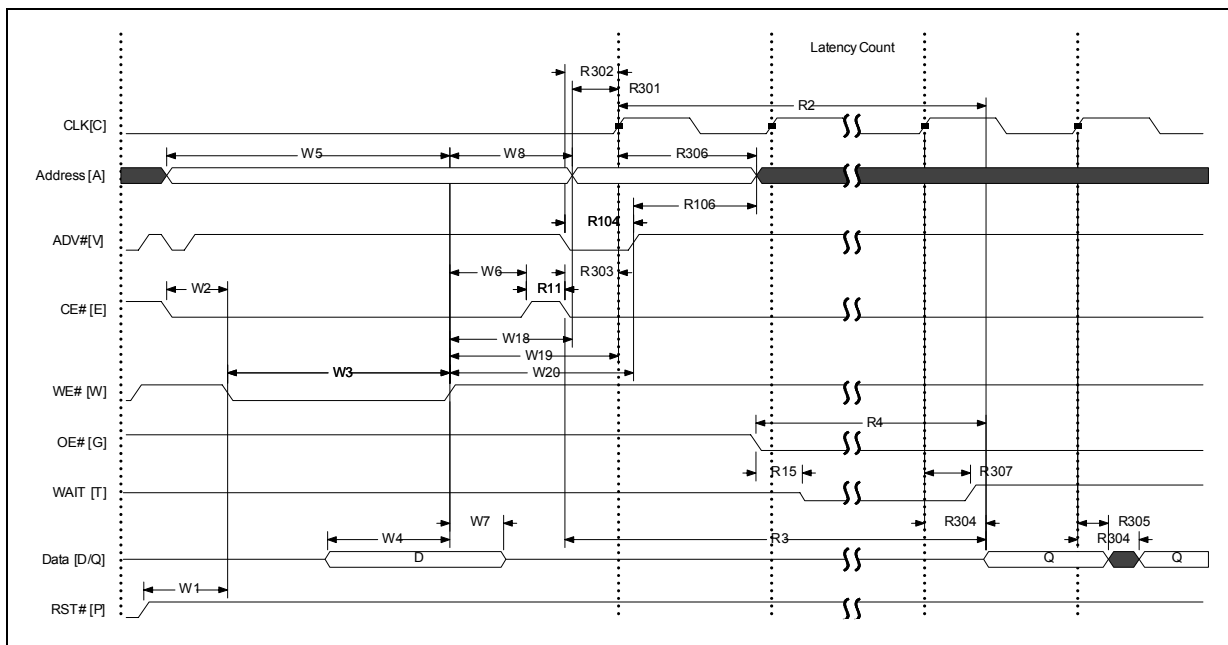 Latency Count
R302
R301
R2
CLK[C]
W5
W8
R306
Address [A]
R106
R104
ADV#[V]
W6
R303
W2
R11
CE# [E]
W18
W19
W3
W20
WE# [W]
R4
OE# [G]
R15
R307
WAIT [T]
W7
R304
R305
W4
R3
R304
Data [D/Q]
D
Q
Q
W1
RST# [P]